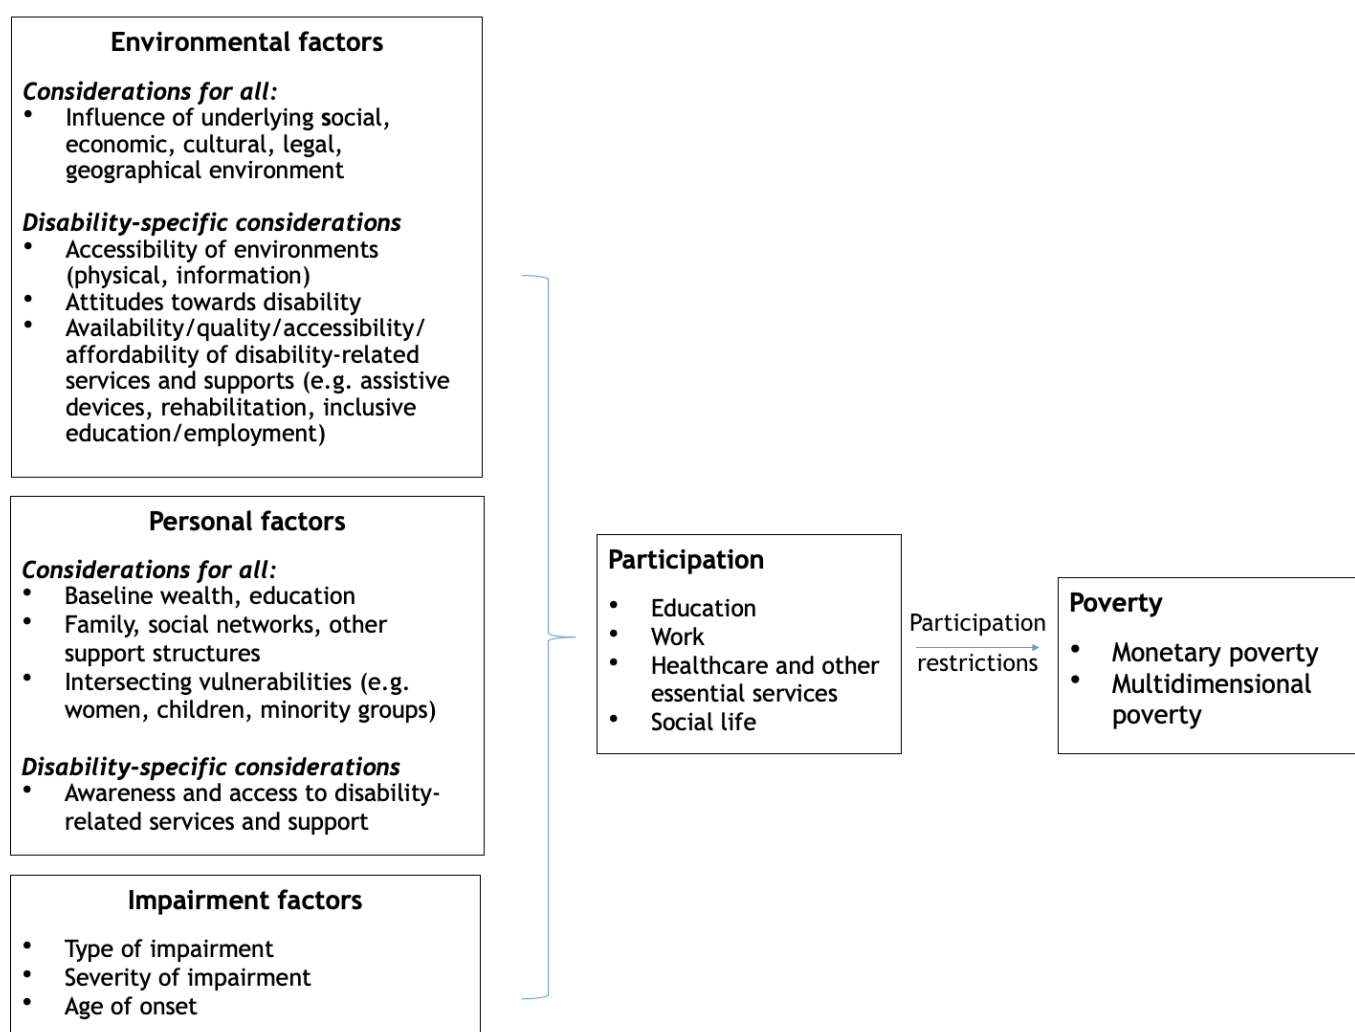 Environmental factors
Considerations for all:
• Influence of underlying social,
economic, cultural, legal,
geographical environment
Disability-specific considerations
• Accessibility of environments
(physical, information)
• Attitudes towards disability
• Availability/quality/accessibility/
affordability of disability-related
services and supports (e.g. assistive
devices, rehabilitation, inclusive
education/employment)
Personal factors
Considerations for all:
• Baseline wealth, education
• Family, social networks, other
support structures
• Intersecting vulnerabilities (e.g.
women, children, minority groups)
Disability-specific considerations
• Awareness and access to disability-
related services and support
Impairment factors
• Type of impairment
• Severity of impairment
• Age of onset
Participation
• Education
• Work
• Healthcare and other
essential services
• Social life
Participation
restrictions
Poverty
• Monetary poverty
• Multidimensional
poverty